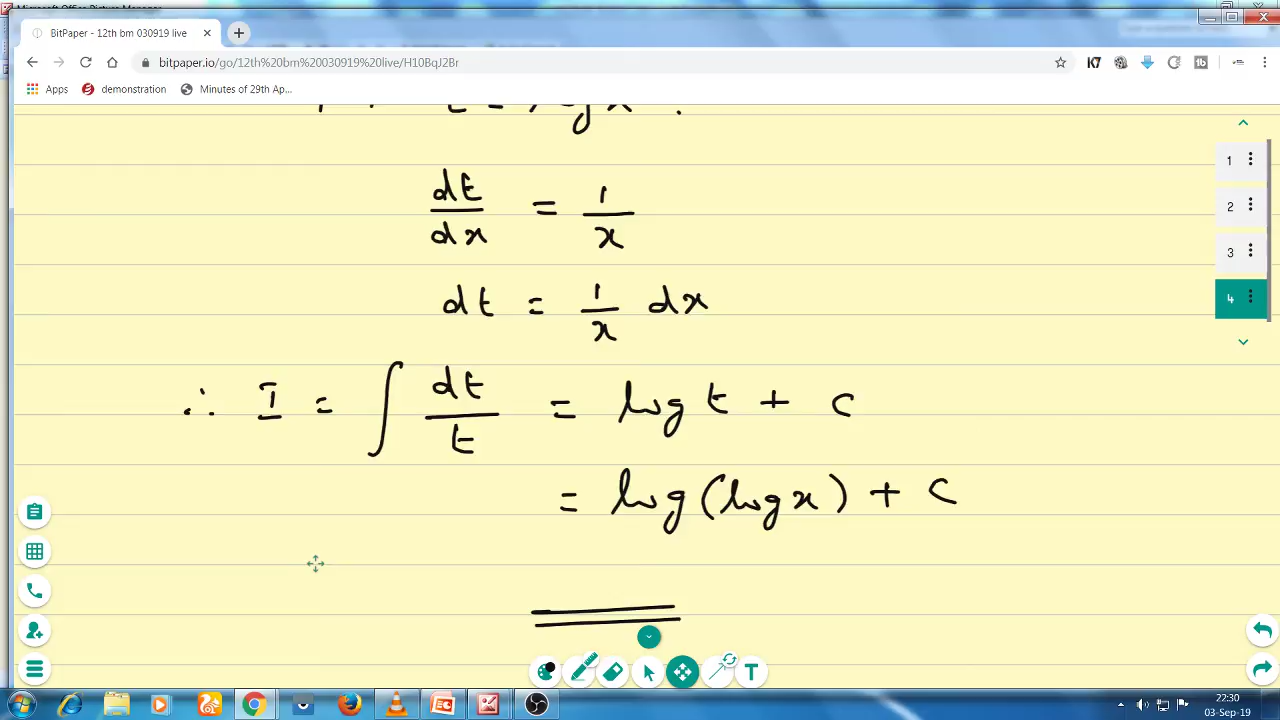 Microsoft Office Picture Manager
BitPaper - 12th bm 030919 live
bitpaper.io/go/12th%20bm%20030919%20live/H10BqJ2Br
Apps demonstration Minutes of 29th Ap...
t = log x .
dt/dx = 1/x
dt = 1/x dx
∴ I = ∫ dt/t = log t + c
= log (log x) + c
1
2
3
4
T
22:30
03-Sep-19